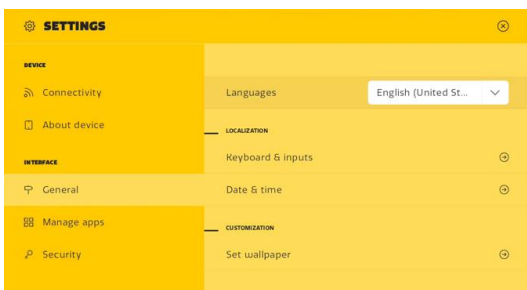 SETTINGS
DEVICE
Connectivity
About device
INTERFACE
General
Manage apps
Security
Languages
English (United St...
LOCALIZATION
Keyboard & inputs
Date & time
CUSTOMIZATION
Set wallpaper